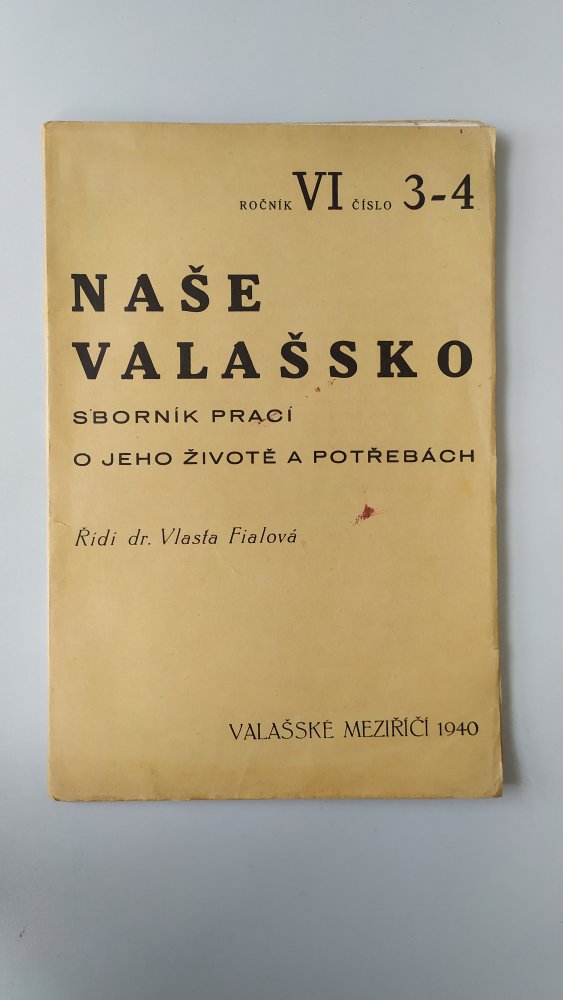 ROČNÍK VI ČÍSLO 3-4
NAŠE
VALAŠSKO
SBORNÍK PRACÍ
O JEHO ŽIVOTĚ A POTŘEBÁCH
Řídí dr. Vlasta Fialová
VALAŠSKÉ MEZIŘÍČÍ 1940